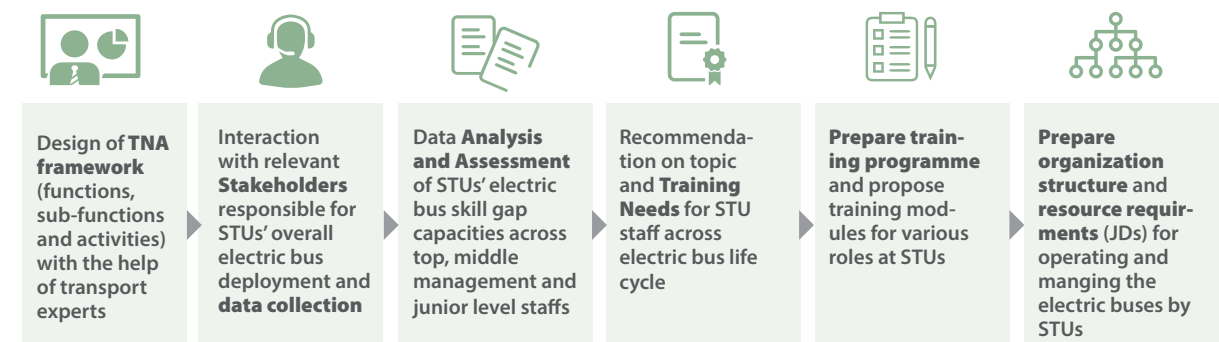 Design of TNA
framework
(functions,
sub-functions
and activities)
with the help
of transport
experts
Interaction
with relevant
Stakeholders
responsible for
STUs’ overall
electric bus
deployment and
data collection
Data Analysis
and Assessment
of STUs’ electric
bus skill gap
capacities across
top, middle
management and
junior level staffs
Recommenda-
tion on topic
and Training
Needs for STU
staff across
electric bus life
cycle
Prepare train-
ing programme
and propose
training mod-
ules for various
roles at STUs
Prepare
organization
structure and
resource requir-
ments (JDs) for
operating and
manging the
electric buses by
STUs